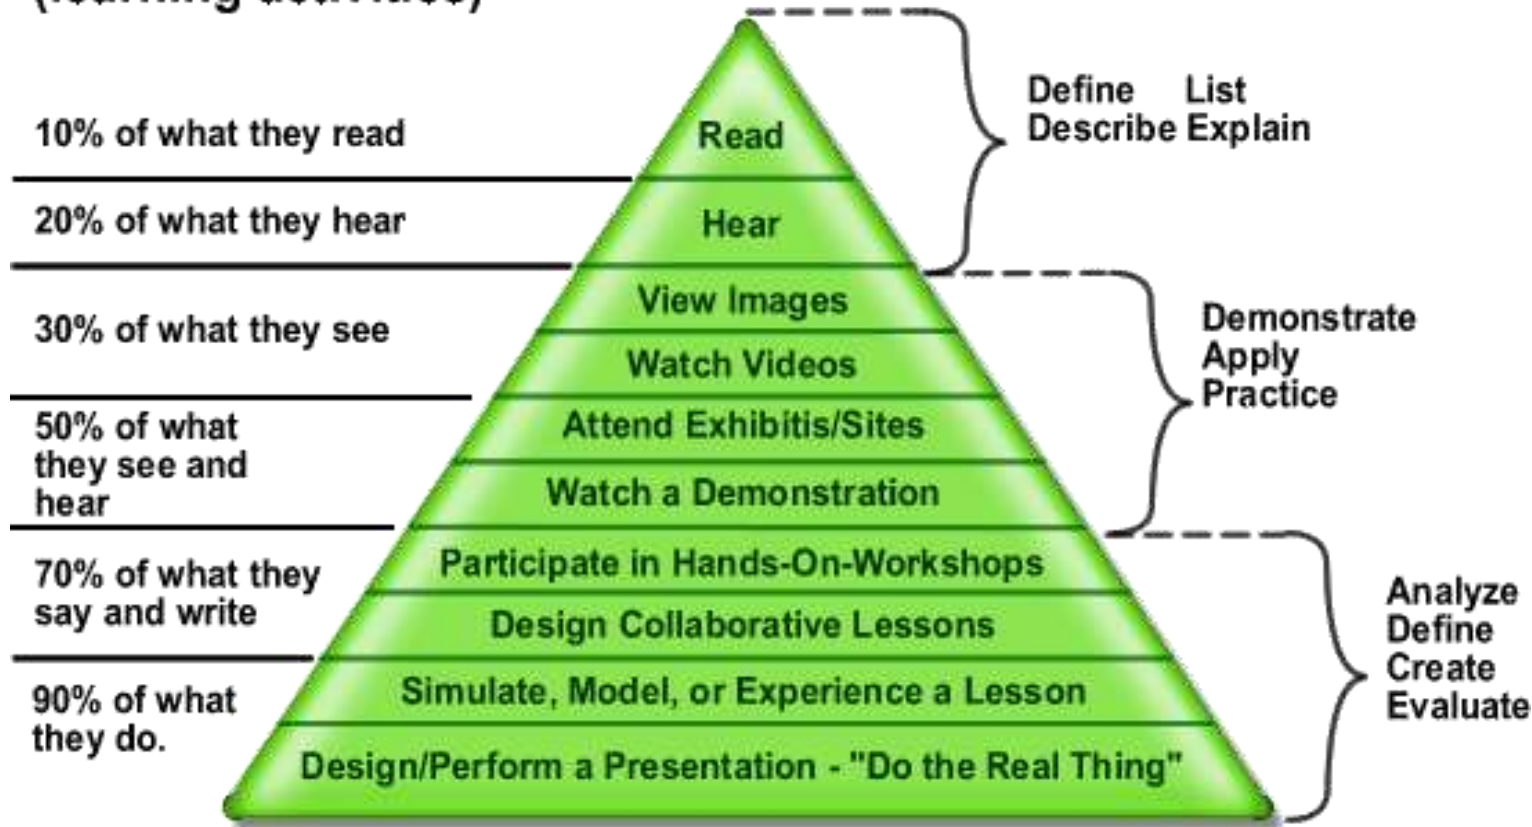 (learning activities)
10% of what they read
20% of what they hear
30% of what they see
50% of what
they see and
hear
70% of what they
say and write
90% of what
they do.
Read
Hear
View Images
Watch Videos
Attend Exhibitis/Sites
Watch a Demonstration
Participate in Hands-On-Workshops
Design Collaborative Lessons
Simulate, Model, or Experience a Lesson
Design/Perform a Presentation - "Do the Real Thing"
Define List
Describe Explain
Demonstrate
Apply
Practice
Analyze
Define
Create
Evaluate